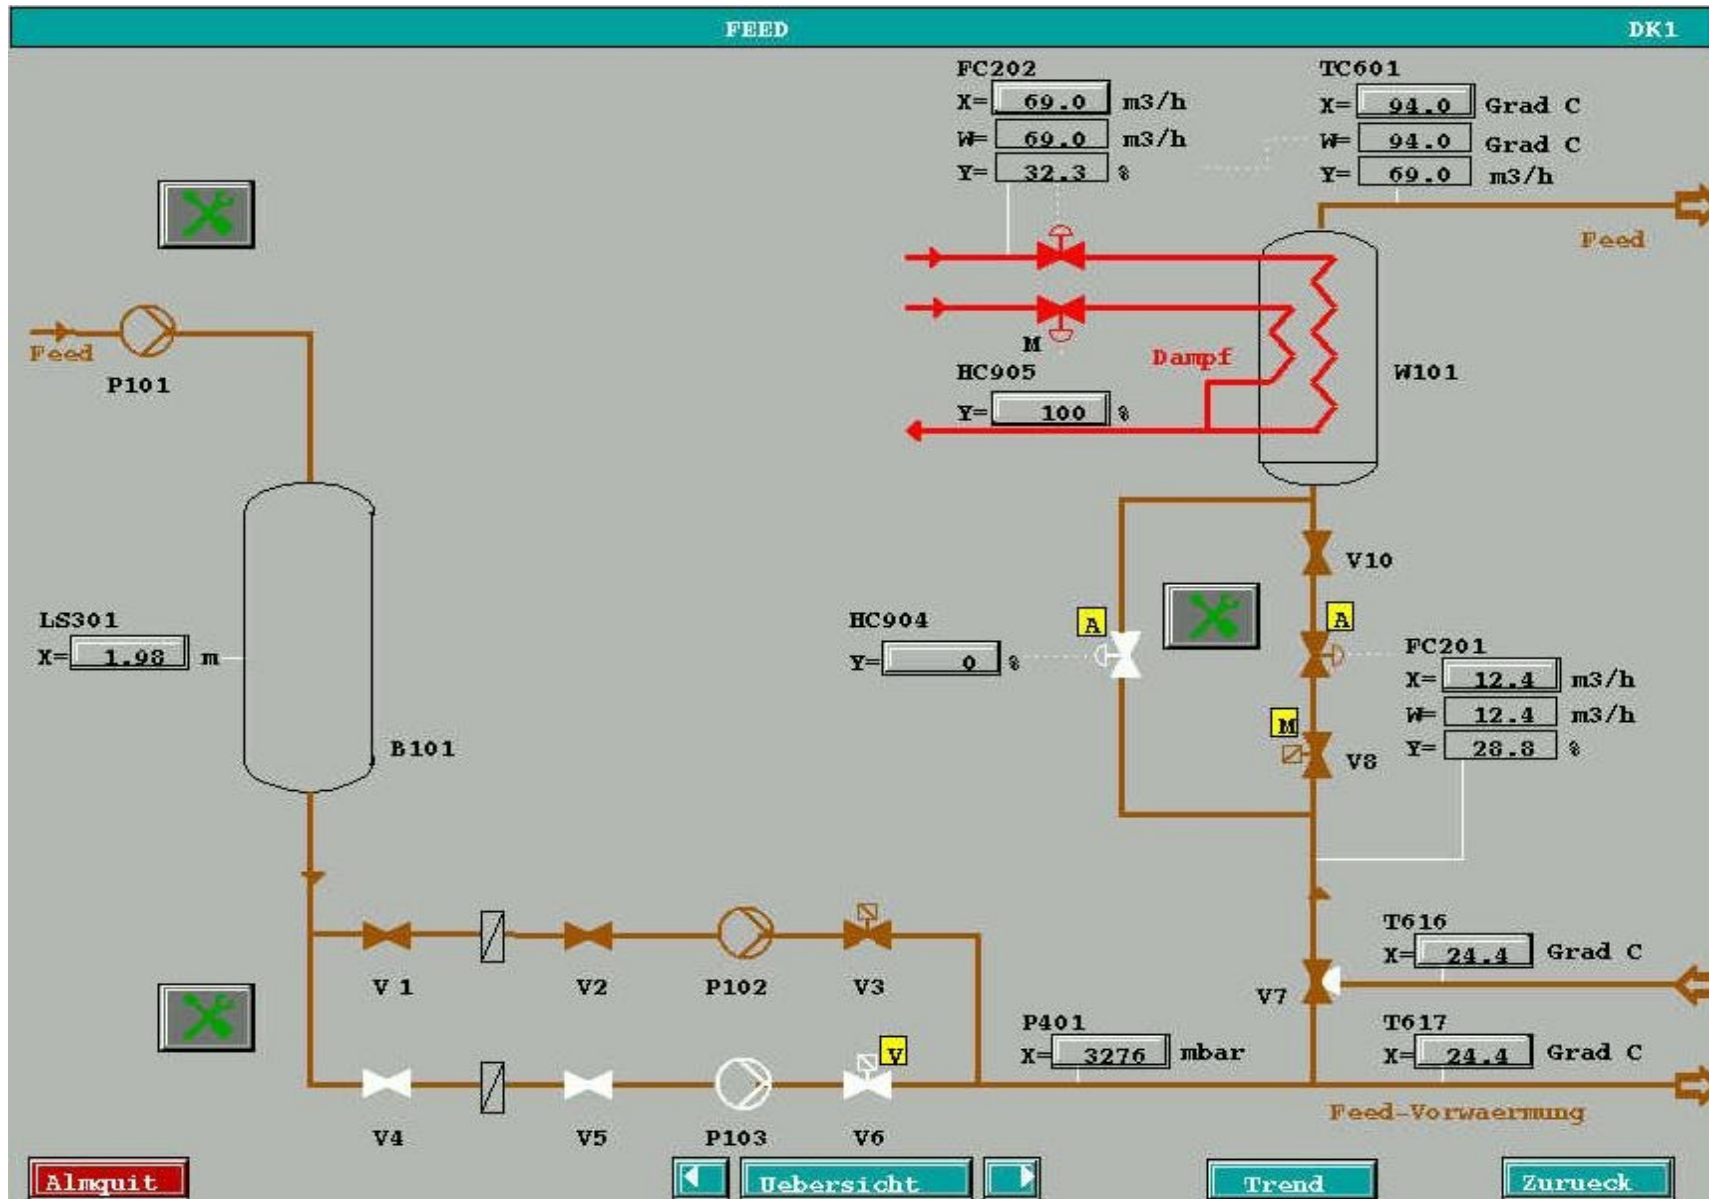 FEED DK1
FC202 TC601
X= 69.0 m3/h X= 94.0 Grad C
W= 69.0 m3/h W= 94.0 Grad C
Y= 32.3 % Y= 69.0 m3/h
Feed
Feed
P101
M
Dampf
HC905
Y= 100 %
W101
V10
LS301
X= 1.98 m
HC904
Y= 0 %
A
A
FC201
X= 12.4 m3/h
W= 12.4 m3/h
Y= 28.8 %
M
V8
B101
T616
X= 24.4 Grad C
V 1 V2 P102 V3
V7
P401
X= 3276 mbar
T617
X= 24.4 Grad C
V
Feed-Vorwaermung
V4 V5 P103 V6
Almquit Uebersicht Trend Zurueck